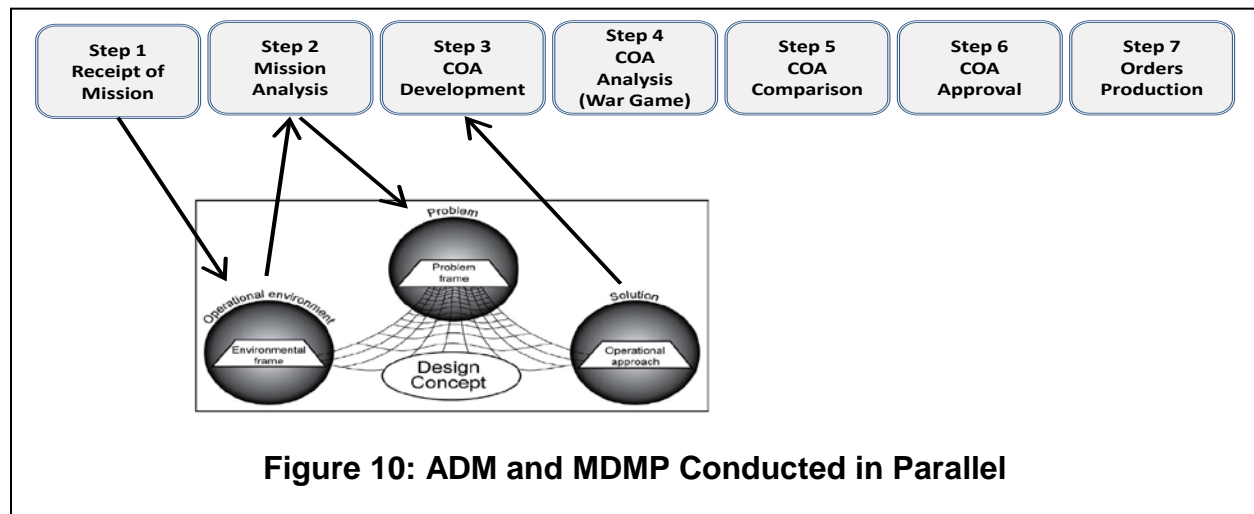 Step 1
Receipt of
Mission
Step 2
Mission
Analysis
Step 3
COA
Development
Step 4
COA
Analysis
(War Game)
Step 5
COA
Comparison
Step 6
COA
Approval
Step 7
Orders
Production
Problem
Problem
frame
Operational environment
Environmental
frame
Solution
Operational
approach
Design
Concept
Figure 10: ADM and MDMP Conducted in Parallel